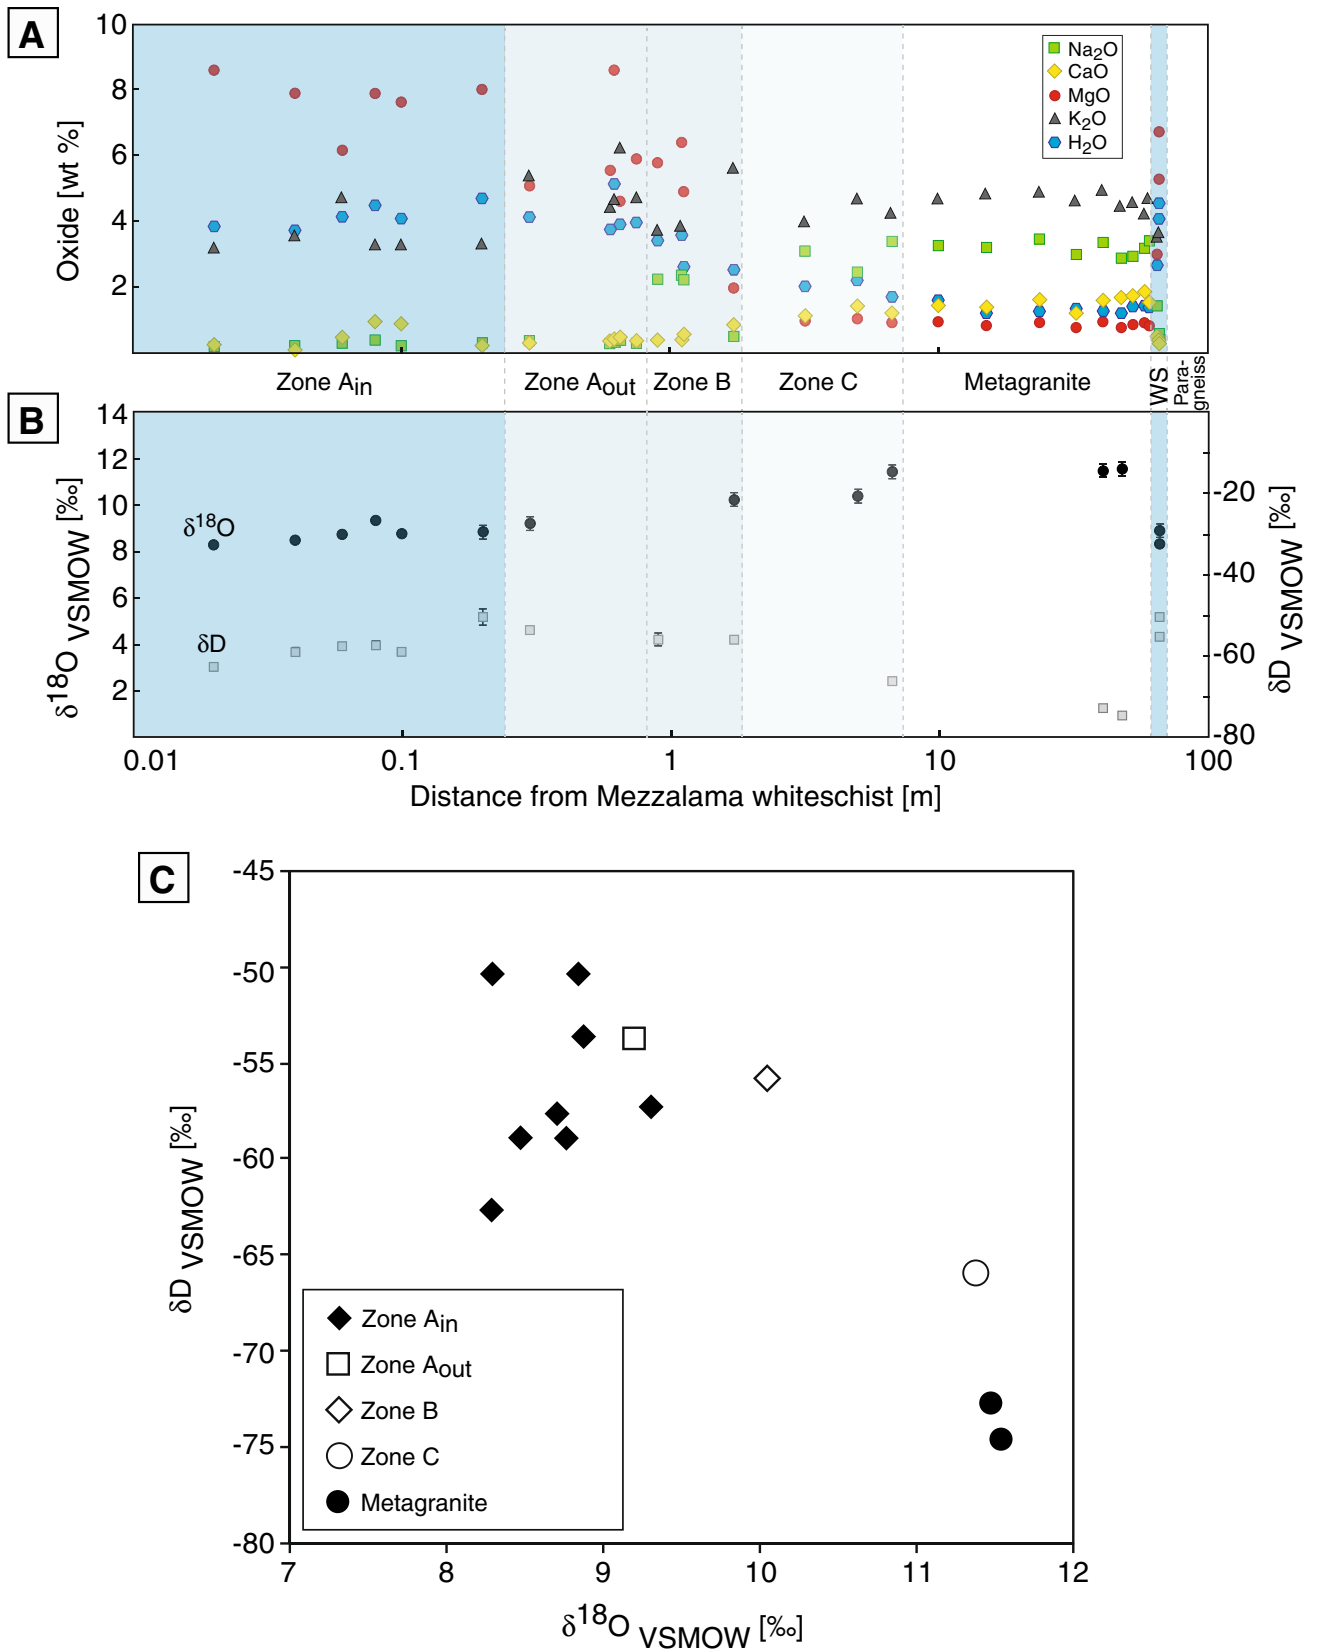 A
10
8
6
4
2
Oxide [wt %]
Na2O
CaO
MgO
K2O
H2O
Zone Ain
Zone Aout
Zone B
Zone C
Metagranite
WS
Para-
gneiss
B
14
12
10
8
6
4
2
δ18O VSMOW [‰]
δ18O
δD
-20
-40
-60
-80
δD VSMOW [‰]
0.01
0.1
1
10
100
Distance from Mezzalama whiteschist [m]
C
-45
-50
-55
-60
-65
-70
-75
-80
δD VSMOW [‰]
Zone Ain
Zone Aout
Zone B
Zone C
Metagranite
7
8
9
10
11
12
δ18O VSMOW [‰]